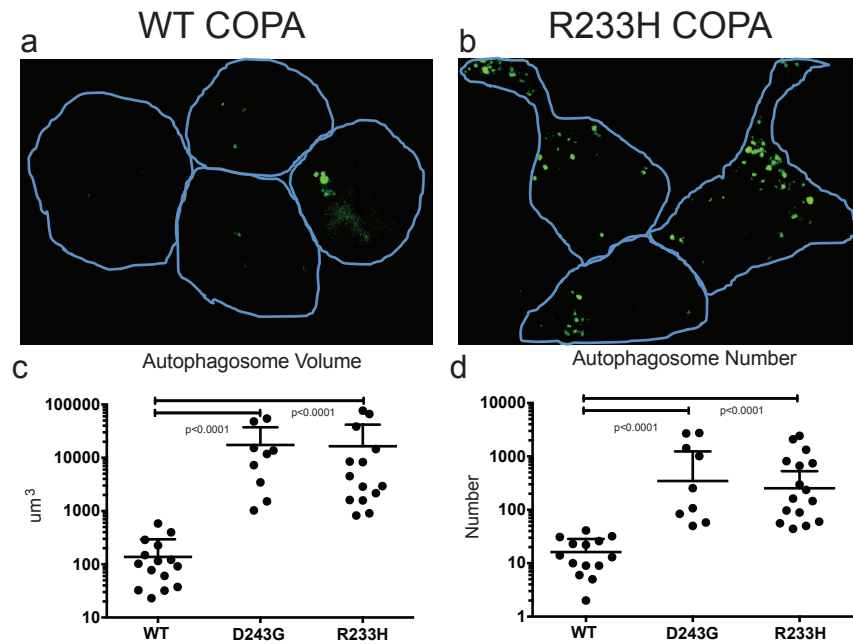 WT COPA
R233H COPA
a
b
c
Autophagosome Volume
um3
100000
10000
1000
100
10
p<0.0001
p<0.0001
WT
D243G
R233H
d
Autophagosome Number
Number
10000
1000
100
10
1
p<0.0001
p<0.0001
WT
D243G
R233H